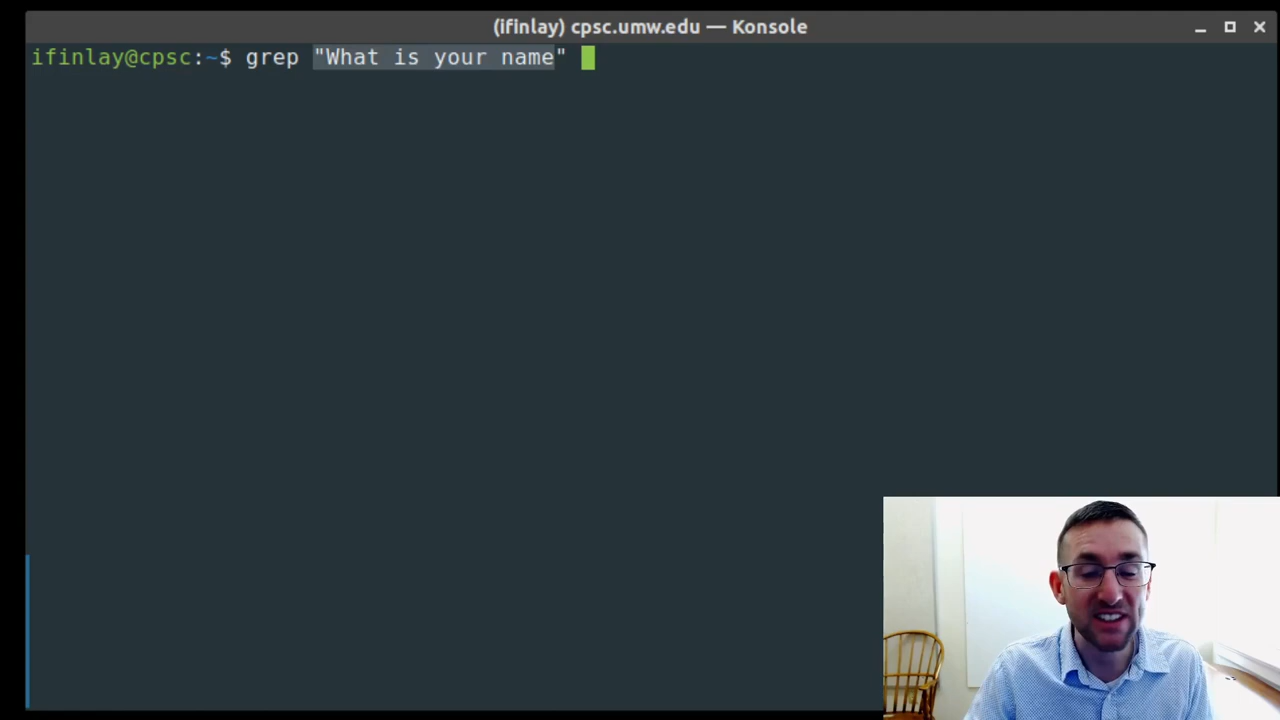 (ifinlay) cpsc.umw.edu — Konsole
ifinlay@cpsc:~$ grep "What is your name"